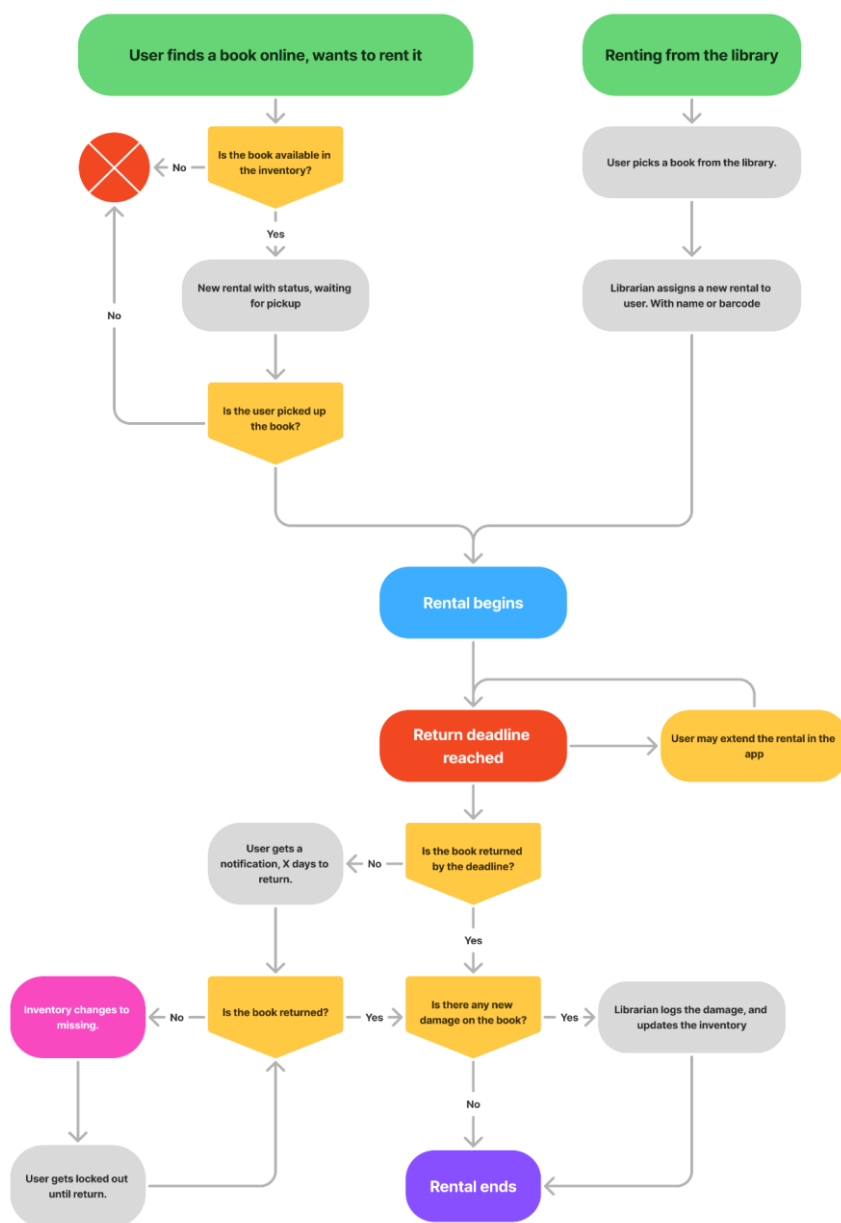 User finds a book online, wants to rent it
Renting from the library
Is the book available in
the inventory?
No
User picks a book from the library.
Yes
New rental with status, waiting
for pickup
Librarian assigns a new rental to
user. With name or barcode
No
Is the user picked up
the book?
Rental begins
Return deadline
reached
User may extend the rental in the
app
User gets a
notification, X days to
return.
No
Is the book returned
by the deadline?
Yes
Inventory changes to
missing.
No
Is the book returned?
Yes
Is there any new
damage on the book?
Yes
Librarian logs the damage, and
updates the inventory
No
User gets locked out
until return.
Rental ends